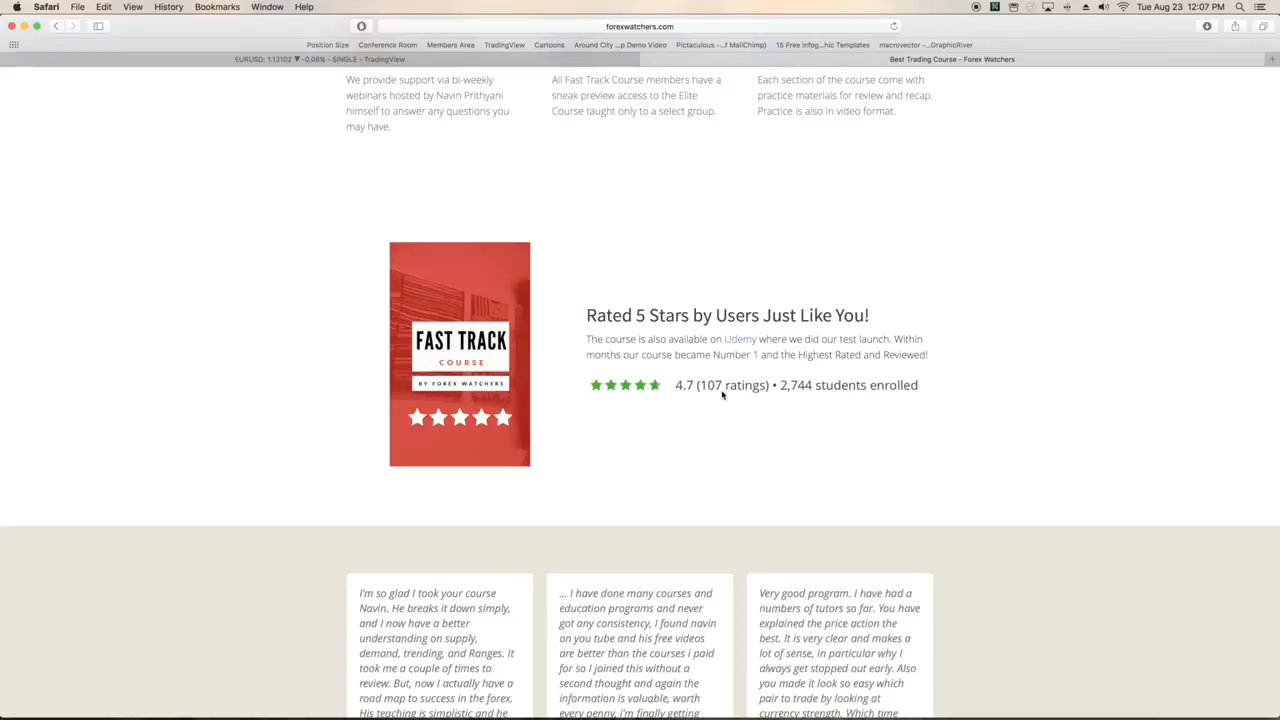 Safari File Edit View History Bookmarks Window Help
Tue Aug 23 12:07 PM
forexwatchers.com
Position Size Conference Room Members Area TradingView Cartoons Around City ...p Demo Video Pictaculous -...f MailChimp) 15 Free Infog...hic Templates macrovector -...GraphicRiver
EURUSD: 1.13102 ▼−0.08% - SINGLE - TradingView
Best Trading Course - Forex Watchers
We provide support via bi-weekly
webinars hosted by Navin Prithyani
himself to answer any questions you
may have.
All Fast Track Course members have a
sneak preview access to the Elite
Course taught only to a select group.
Each section of the course come with
practice materials for review and recap.
Practice is also in video format.
FAST TRACK
COURSE
BY FOREX WATCHERS
Rated 5 Stars by Users Just Like You!
The course is also available on Udemy where we did our test launch. Within
months our course became Number 1 and the Highest Rated and Reviewed!
4.7 (107 ratings) • 2,744 students enrolled
I'm so glad I took your course
Navin. He breaks it down simply,
and I now have a better
understanding on supply,
demand, trending, and Ranges. It
took me a couple of times to
review. But, now I actually have a
road map to success in the forex.
His teaching is simplistic and he
... I have done many courses and
education programs and never
got any consistency, I found navin
on you tube and his free videos
are better than the courses i paid
for so I joined this without a
second thought and again the
information is valuable, worth
every penny, i'm finally getting
Very good program. I have had a
numbers of tutors so far. You have
explained the price action the
best. It is very clear and makes a
lot of sense, in particular why I
always get stopped out early. Also
you made it look so easy which
pair to trade by looking at
currency strength. Which time